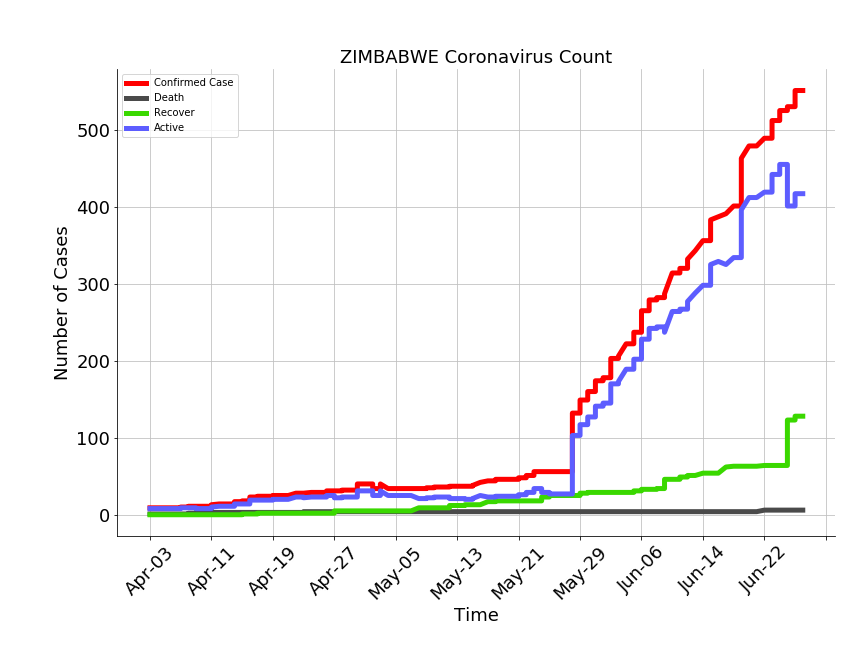 ZIMBABWE Coronavirus Count
Confirmed Case
Death
Recover
Active
Number of Cases
500
400
300
200
100
0
Apr-03
Apr-11
Apr-19
Apr-27
May-05
May-13
May-21
May-29
Jun-06
Jun-14
Jun-22
Time